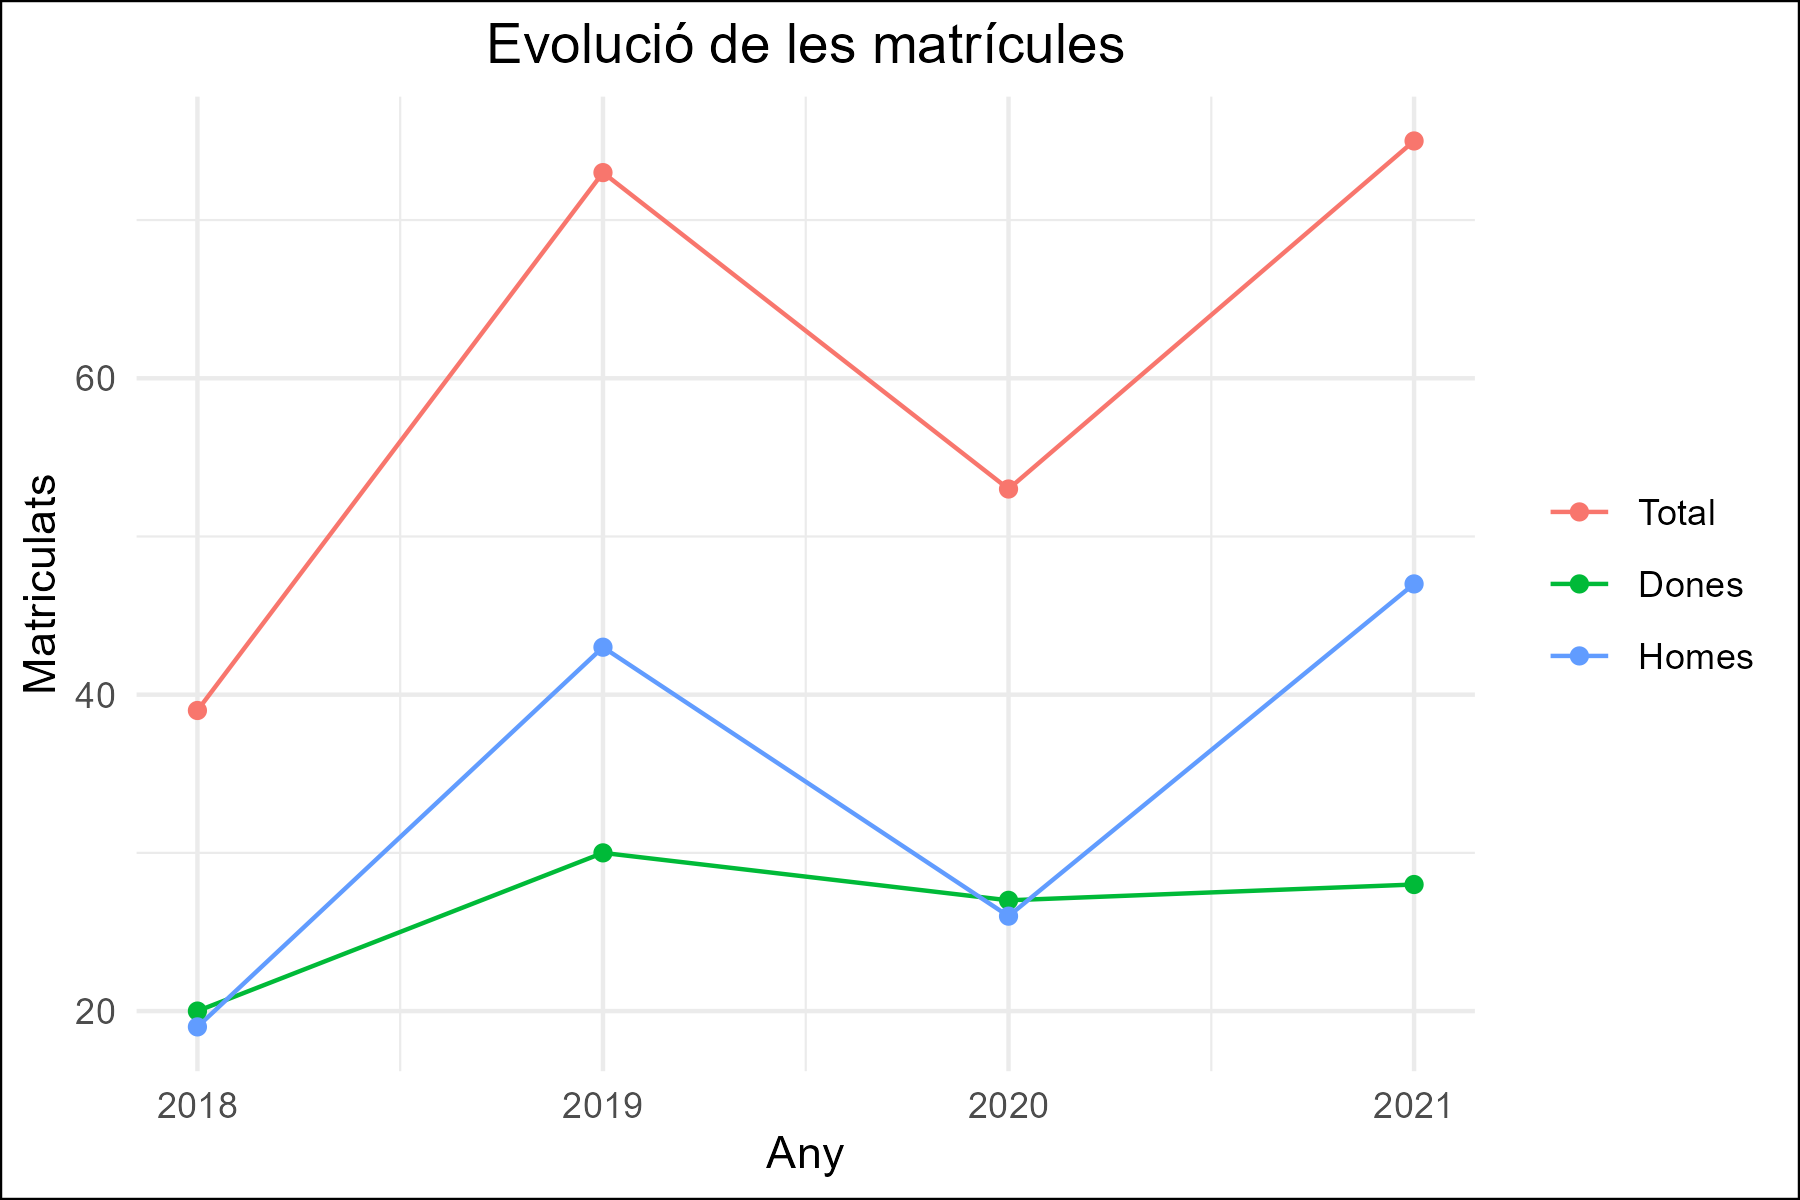 Evolució de les matrícules
Matriculats
60
40
20
2018
2019
2020
2021
Any
Total
Dones
Homes